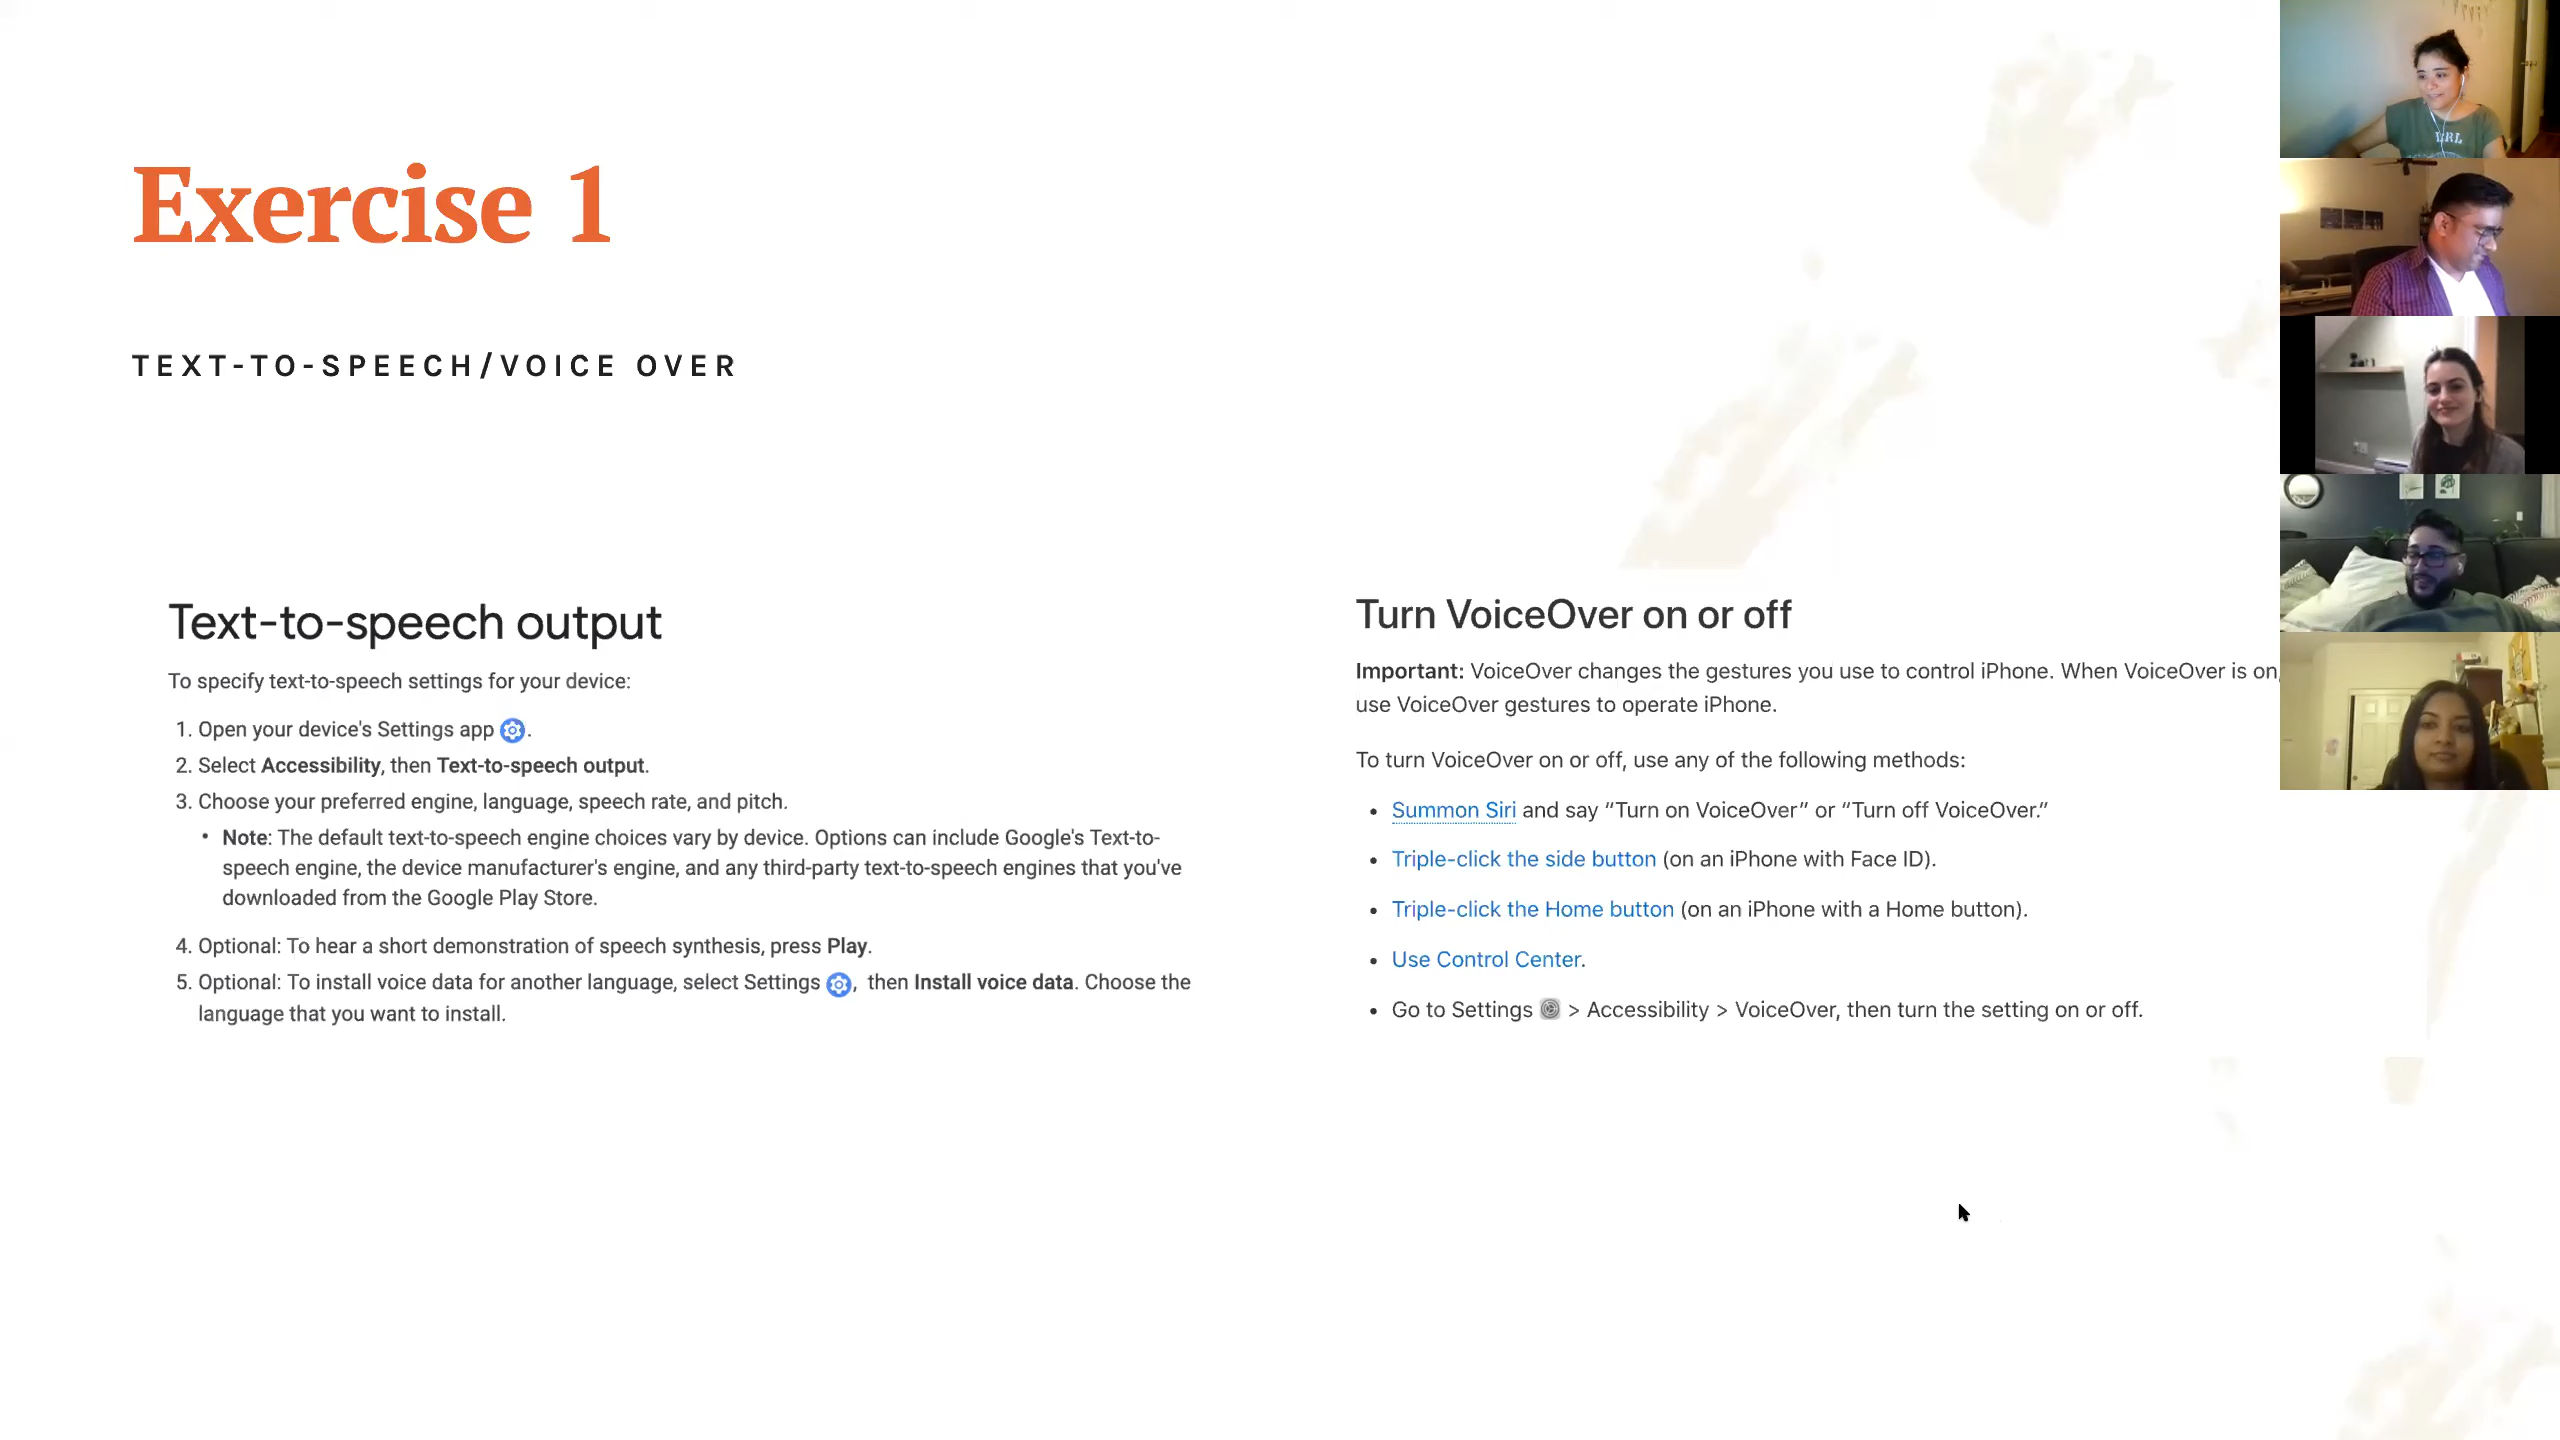 Exercise 1
TEXT-TO-SPEECH/VOICE OVER
Text-to-speech output
To specify text-to-speech settings for your device:
1. Open your device's Settings app .
2. Select Accessibility, then Text-to-speech output.
3. Choose your preferred engine, language, speech rate, and pitch.
• Note: The default text-to-speech engine choices vary by device. Options can include Google's Text-to-
speech engine, the device manufacturer's engine, and any third-party text-to-speech engines that you've
downloaded from the Google Play Store.
4. Optional: To hear a short demonstration of speech synthesis, press Play.
5. Optional: To install voice data for another language, select Settings , then Install voice data. Choose the
language that you want to install.
Turn VoiceOver on or off
Important: VoiceOver changes the gestures you use to control iPhone. When VoiceOver is on,
use VoiceOver gestures to operate iPhone.
To turn VoiceOver on or off, use any of the following methods:
• Summon Siri and say “Turn on VoiceOver” or “Turn off VoiceOver.”
• Triple-click the side button (on an iPhone with Face ID).
• Triple-click the Home button (on an iPhone with a Home button).
• Use Control Center.
• Go to Settings > Accessibility > VoiceOver, then turn the setting on or off.